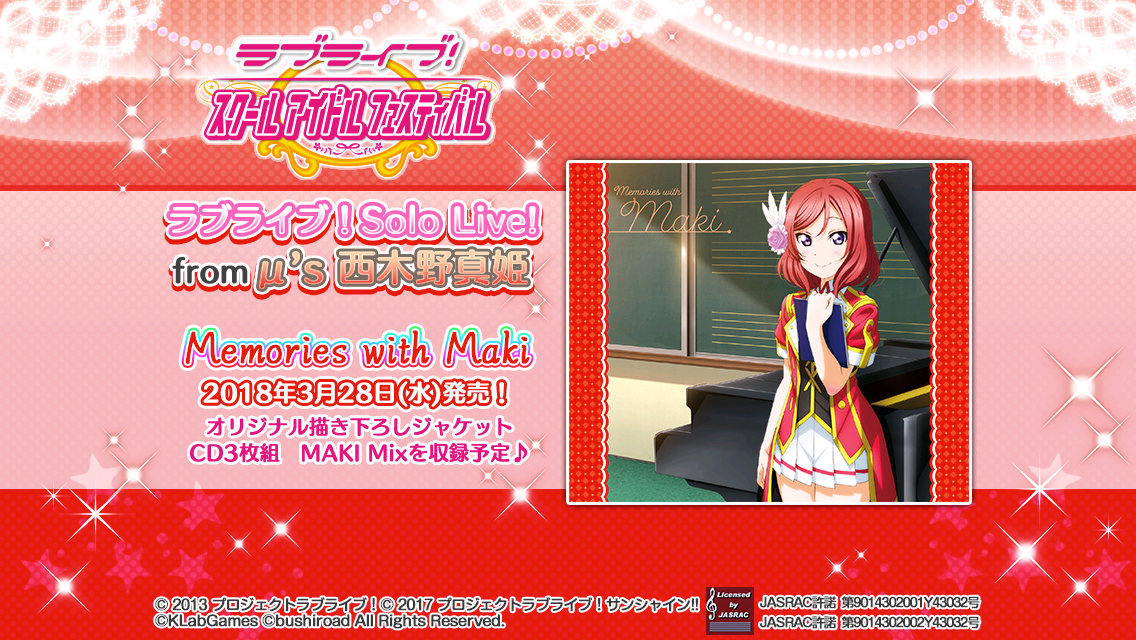 ラブライブ!
スクールアイドルフェスティバル
ラブライブ!Solo Live!
from μ's 西木野真姫
Memories with Maki
2018年3月28日(水)発売!
オリジナル描き下ろしジャケット
CD3枚組 MAKI Mixを収録予定♪
Memories with
Maki
© 2013 プロジェクトラブライブ!© 2017 プロジェクトラブライブ!サンシャイン!!
©KLabGames ©bushiroad All Rights Reserved.
Licensed
by
JASRAC
JASRAC許諾 第9014302001Y43032号
JASRAC許諾 第9014302002Y43032号